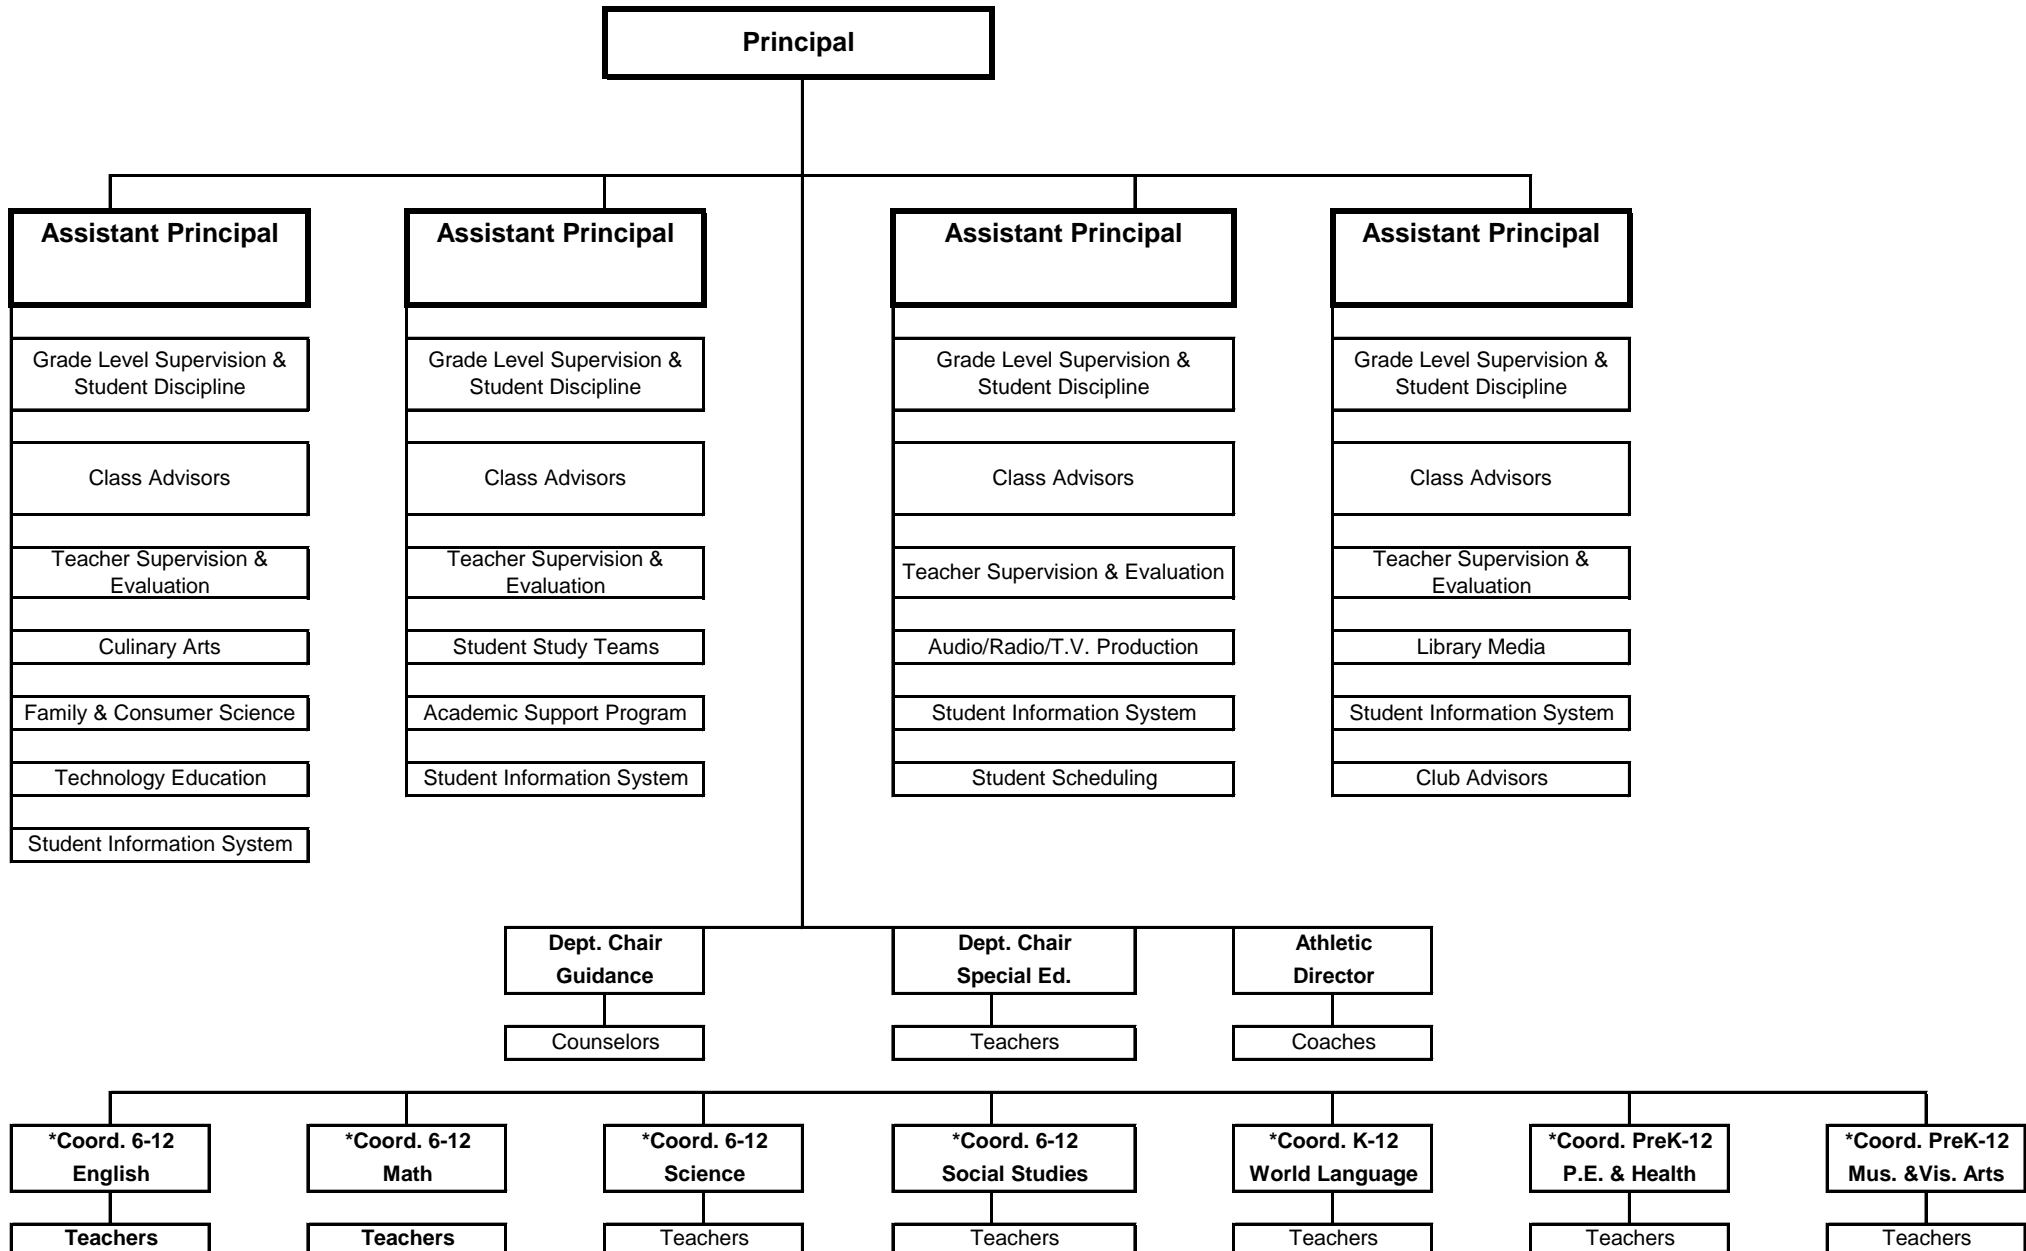 Principal
Assistant Principal
Assistant Principal
Assistant Principal
Assistant Principal
Grade Level Supervision &
Student Discipline
Grade Level Supervision &
Student Discipline
Grade Level Supervision &
Student Discipline
Grade Level Supervision &
Student Discipline
Class Advisors
Class Advisors
Class Advisors
Class Advisors
Teacher Supervision &
Evaluation
Teacher Supervision &
Evaluation
Teacher Supervision & Evaluation
Teacher Supervision &
Evaluation
Culinary Arts
Student Study Teams
Audio/Radio/T.V. Production
Library Media
Family & Consumer Science
Academic Support Program
Student Information System
Student Information System
Technology Education
Student Information System
Student Scheduling
Club Advisors
Student Information System
Dept. Chair
Guidance
Dept. Chair
Special Ed.
Athletic
Director
Counselors
Teachers
Coaches
*Coord. 6-12
English
*Coord. 6-12
Math
*Coord. 6-12
Science
*Coord. 6-12
Social Studies
*Coord. K-12
World Language
*Coord. PreK-12
P.E. & Health
*Coord. PreK-12
Mus. &Vis. Arts
Teachers
Teachers
Teachers
Teachers
Teachers
Teachers
Teachers